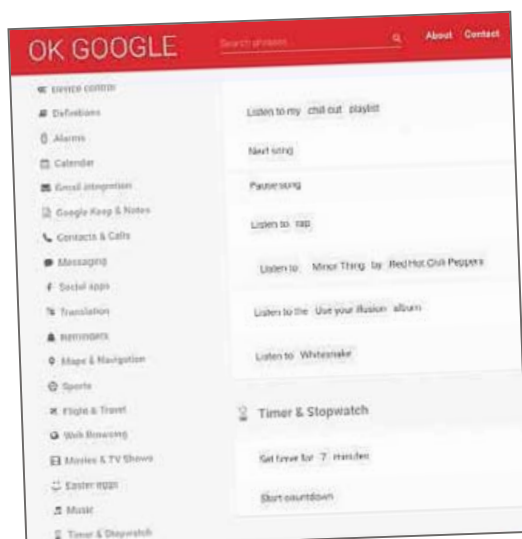 OK GOOGLE
Search phrases
About Contact
Device control
Definitions
Alarms
Calendar
Gmail integration
Google Keep & Notes
Contacts & Calls
Messaging
Social apps
Translation
Reminders
Maps & Navigation
Sports
Flight & Travel
Web Browsing
Movies & TV Shows
Easter eggs
Music
Timer & Stopwatch
Listen to my chill out playlist
Next song
Pause song
Listen to rap
Listen to Minor Thing by Red Hot Chili Peppers
Listen to the Use your illusion album
Listen to Whitesnake
Timer & Stopwatch
Set timer for 7 minutes
Start countdown